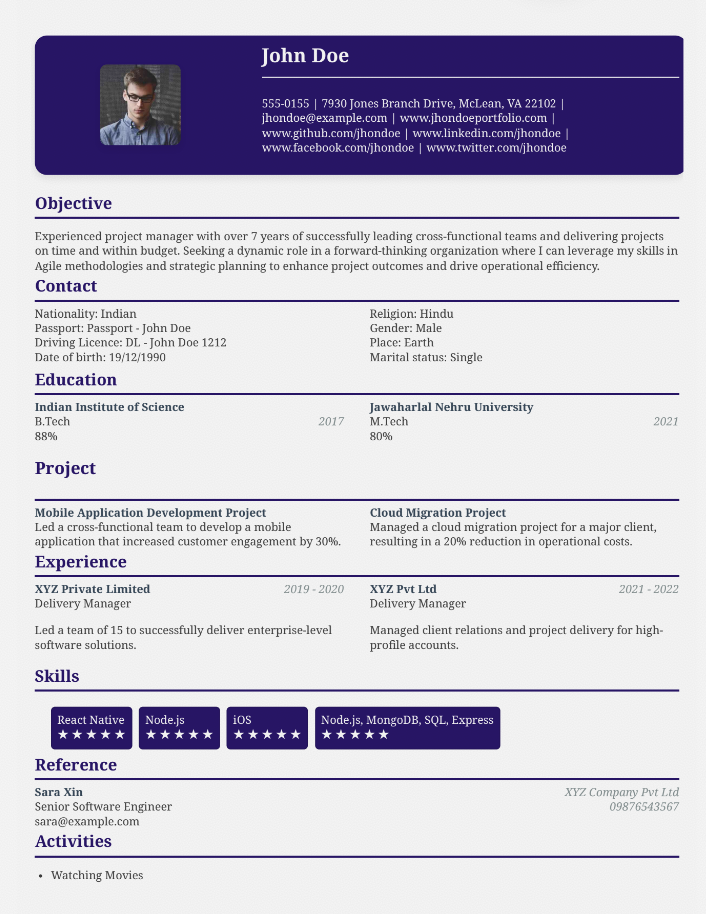 John Doe
555-0155 | 7930 Jones Branch Drive, McLean, VA 22102 |
jhondoe@example.com | www.jhondoeportfolio.com |
www.github.com/jhondoe | www.linkedin.com/jhondoe |
www.facebook.com/jhondoe | www.twitter.com/jhondoe
Objective
Experienced project manager with over 7 years of successfully leading cross-functional teams and delivering projects
on time and within budget. Seeking a dynamic role in a forward-thinking organization where I can leverage my skills in
Agile methodologies and strategic planning to enhance project outcomes and drive operational efficiency.
Contact
Nationality: Indian
Passport: Passport - John Doe
Driving Licence: DL - John Doe 1212
Date of birth: 19/12/1990
Religion: Hindu
Gender: Male
Place: Earth
Marital status: Single
Education
Indian Institute of Science
B.Tech 2017
88%
Jawaharlal Nehru University
M.Tech 2021
80%
Project
Mobile Application Development Project
Led a cross-functional team to develop a mobile
application that increased customer engagement by 30%.
Cloud Migration Project
Managed a cloud migration project for a major client,
resulting in a 20% reduction in operational costs.
Experience
XYZ Private Limited 2019 - 2020
Delivery Manager
Led a team of 15 to successfully deliver enterprise-level
software solutions.
XYZ Pvt Ltd 2021 - 2022
Delivery Manager
Managed client relations and project delivery for high-
profile accounts.
Skills
React Native
★★★★★
Node.js
★★★★★
iOS
★★★★★
Node.js, MongoDB, SQL, Express
★★★★★
Reference
Sara Xin XYZ Company Pvt Ltd
Senior Software Engineer 09876543567
sara@example.com
Activities
• Watching Movies